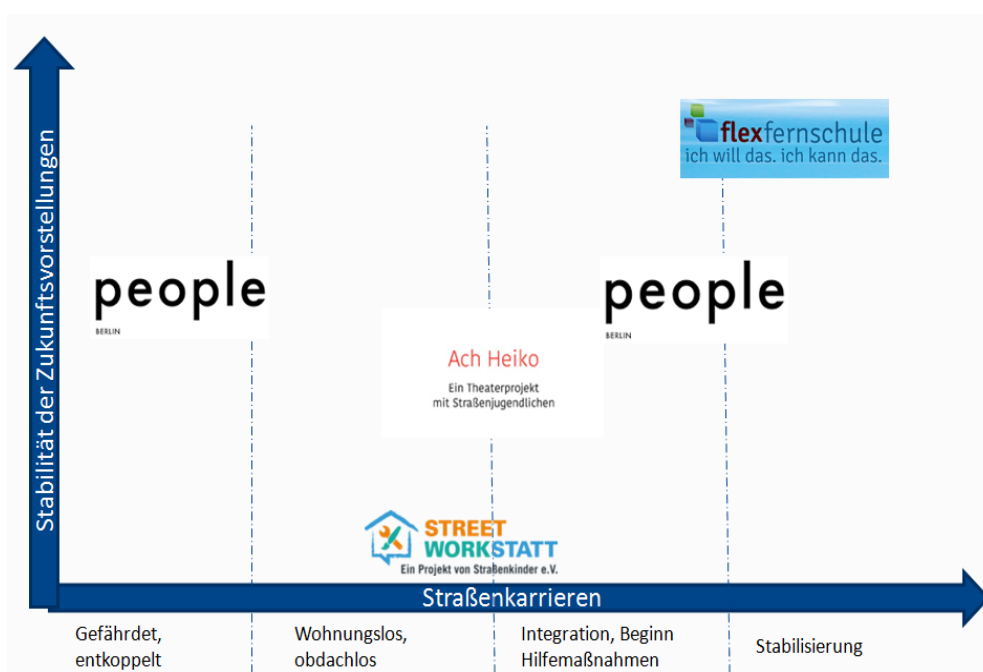 Stabilität der Zukunftsvorstellungen
flexfernschule
ich will das. ich kann das.
people
BERLIN
people
BERLIN
Ach Heiko
Ein Theaterprojekt
mit Straßenjugendlichen
STREET
WORKSTATT
Ein Projekt von Straßenkinder e.V.
Straßenkarrieren
Gefährdet,
entkoppelt
Wohnungslos,
obdachlos
Integration, Beginn
Hilfemaßnahmen
Stabilisierung